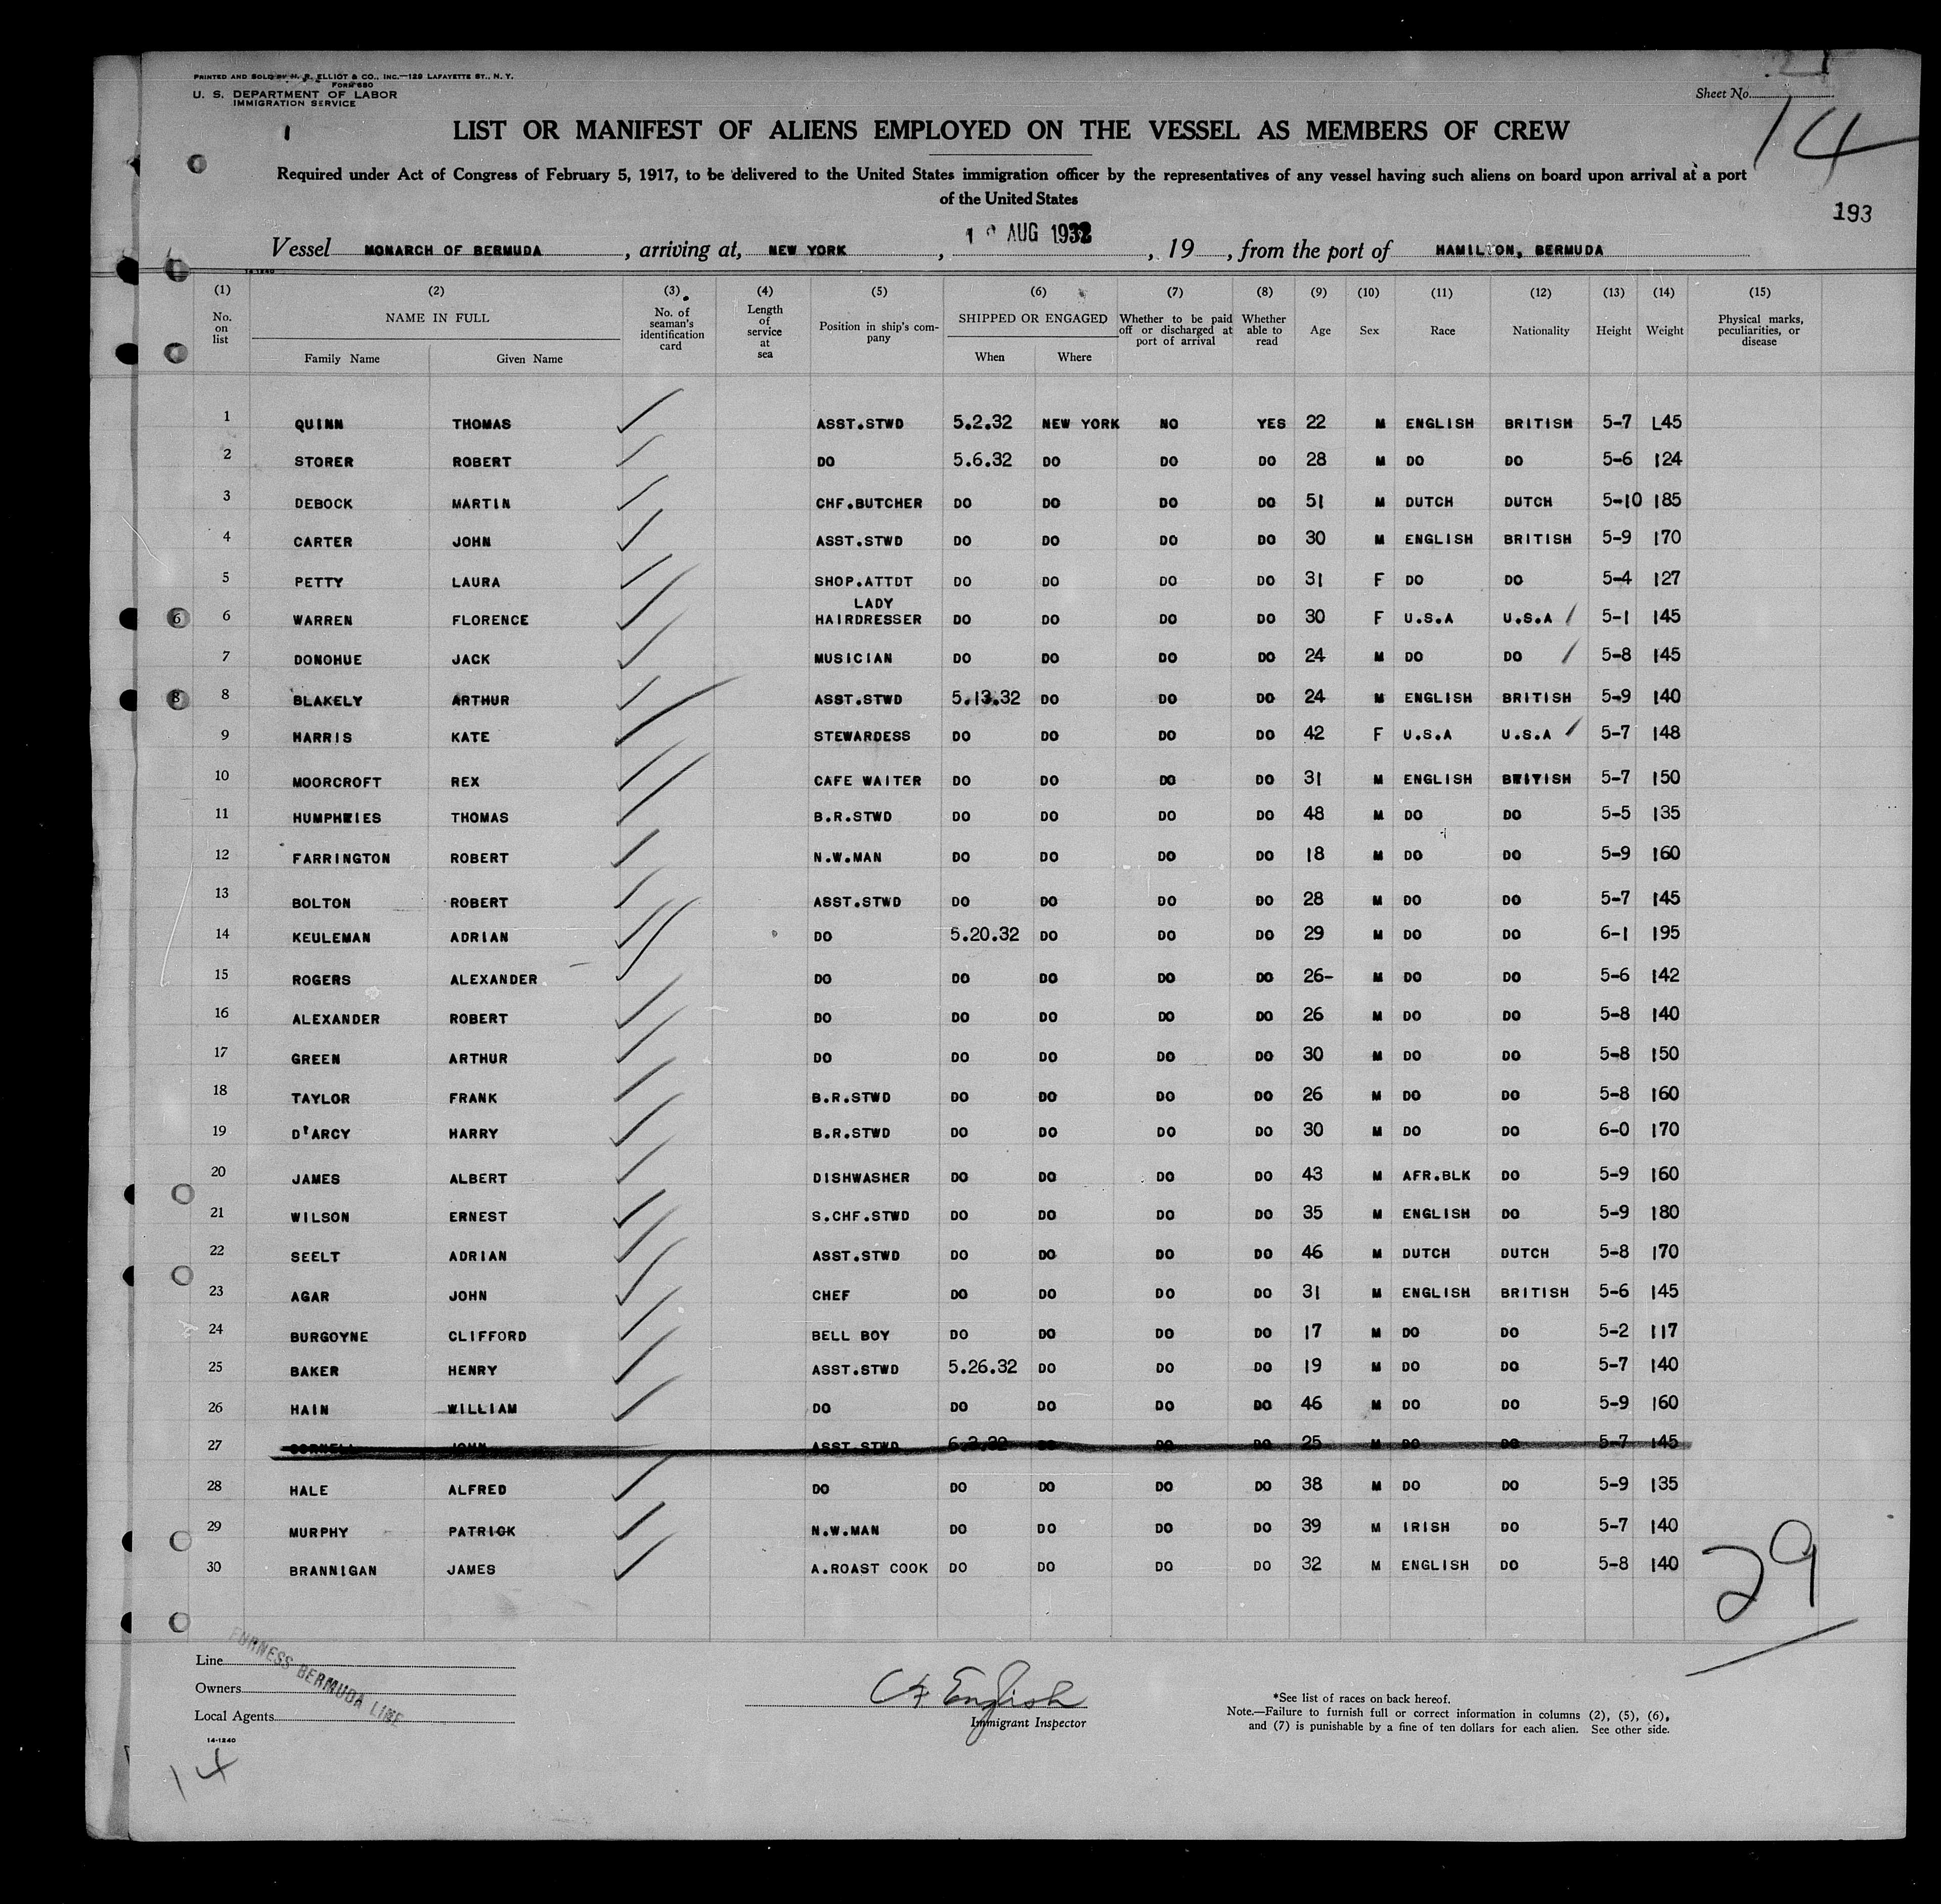 PRINTED AND SOLD BY M. R. ELLIOT & CO., INC.—129 LAFAYETTE ST., N. Y.
FORM 680
U. S. DEPARTMENT OF LABOR
IMMIGRATION SERVICE
Sheet No.
14
1
LIST OR MANIFEST OF ALIENS EMPLOYED ON THE VESSEL AS MEMBERS OF CREW
Required under Act of Congress of February 5, 1917, to be delivered to the United States immigration officer by the representatives of any vessel having such aliens on board upon arrival at a port
of the United States
193
Vessel MONARCH OF BERMUDA, arriving at, NEW YORK, AUG 1932, 19, from the port of HAMILTON, BERMUDA
14-1240
(1) (2) (3) (4) (5) (6) (7) (8) (9) (10) (11) (12) (13) (14) (15)
No. on list NAME IN FULL Family Name Given Name No. of seaman's identification card Length of service at sea Position in ship's company SHIPPED OR ENGAGED When Where Whether to be paid off or discharged at port of arrival Whether able to read Age Sex Race Nationality Height Weight Physical marks, peculiarities, or disease
1 QUINN THOMAS ASST.STWD 5.2.32 NEW YORK NO YES 22 M ENGLISH BRITISH 5-7 L45
2 STORER ROBERT DO 5.6.32 DO DO DO 28 M DO DO 5-6 124
3 DEBOCK MARTIN CHF.BUTCHER DO DO DO DO 51 M DUTCH DUTCH 5-10 185
4 CARTER JOHN ASST.STWD DO DO DO DO 30 M ENGLISH BRITISH 5-9 170
5 PETTY LAURA SHOP.ATTDT DO DO DO DO 31 F DO DO 5-4 127
6 WARREN FLORENCE LADY HAIRDRESSER DO DO DO DO 30 F U.S.A U.S.A 5-1 145
7 DONOHUE JACK MUSICIAN DO DO DO DO 24 M DO DO 5-8 145
8 BLAKELY ARTHUR ASST.STWD 5.13.32 DO DO DO 24 M ENGLISH BRITISH 5-9 140
9 HARRIS KATE STEWARDESS DO DO DO DO 42 F U.S.A U.S.A 5-7 148
10 MOORCROFT REX CAFE WAITER DO DO DO DO 31 M ENGLISH BRITISH 5-7 150
11 HUMPHRIES THOMAS B.R.STWD DO DO DO DO 48 M DO DO 5-5 135
12 FARRINGTON ROBERT N.W.MAN DO DO DO DO 18 M DO DO 5-9 160
13 BOLTON ROBERT ASST.STWD DO DO DO DO 28 M DO DO 5-7 145
14 KEULEMAN ADRIAN DO 5.20.32 DO DO DO 29 M DO DO 6-1 195
15 ROGERS ALEXANDER DO DO DO DO DO 26- M DO DO 5-6 142
16 ALEXANDER ROBERT DO DO DO DO DO 26 M DO DO 5-8 140
17 GREEN ARTHUR DO DO DO DO DO 30 M DO DO 5-8 150
18 TAYLOR FRANK B.R.STWD DO DO DO DO 26 M DO DO 5-8 160
19 D'ARCY HARRY B.R.STWD DO DO DO DO 30 M DO DO 6-0 170
20 JAMES ALBERT DISHWASHER DO DO DO DO 43 M AFR.BLK DO 5-9 160
21 WILSON ERNEST S.CHF.STWD DO DO DO DO 35 M ENGLISH DO 5-9 180
22 SEELT ADRIAN ASST.STWD DO DO DO DO 46 M DUTCH DUTCH 5-8 170
23 AGAR JOHN CHEF DO DO DO DO 31 M ENGLISH BRITISH 5-6 145
24 BURGOYNE CLIFFORD BELL BOY DO DO DO DO 17 M DO DO 5-2 117
25 BAKER HENRY ASST.STWD 5.26.32 DO DO DO 19 M DO DO 5-7 140
26 HAIN WILLIAM DO DO DO DO DO 46 M DO DO 5-9 160
27 JOHN ASST.STWD DO DO DO 25 M DO DO 5-7 145
28 HALE ALFRED DO DO DO DO DO 38 M DO DO 5-9 135
29 MURPHY PATRICK N.W.MAN DO DO DO DO 39 M IRISH DO 5-7 140
30 BRANNIGAN JAMES A.ROAST COOK DO DO DO DO 32 M ENGLISH DO 5-8 140
29
Line
Owners
Local Agents
FURNESS BERMUDA LINE
English
Immigrant Inspector
*See list of races on back hereof.
Note.—Failure to furnish full or correct information in columns (2), (5), (6),
and (7) is punishable by a fine of ten dollars for each alien. See other side.
14-1240
14